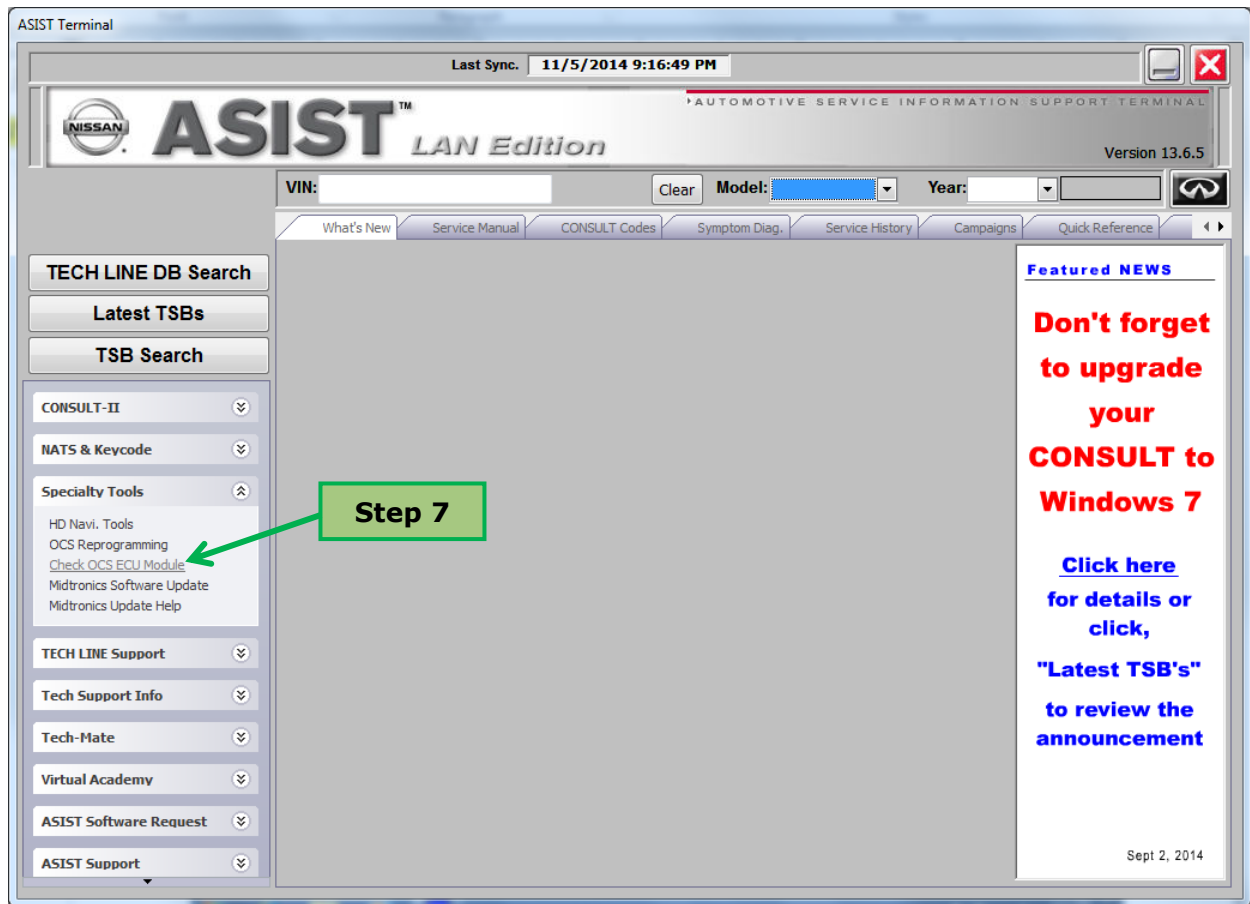 ASIST Terminal
Last Sync. 11/5/2014 9:16:49 PM
NISSAN ASIST™ LAN Edition
AUTOMOTIVE SERVICE INFORMATION SUPPORT TERMINAL
Version 13.6.5
VIN: Clear Model: Year:
What's New Service Manual CONSULT Codes Symptom Diag. Service History Campaigns Quick Reference
TECH LINE DB Search
Latest TSBs
TSB Search
CONSULT-II
NATS & Keycode
Specialty Tools
HD Navi. Tools
OCS Reprogramming
Check OCS ECU Module
Midtronics Software Update
Midtronics Update Help
TECH LINE Support
Tech Support Info
Tech-Mate
Virtual Academy
ASIST Software Request
ASIST Support
Step 7
Featured NEWS
Don't forget
to upgrade
your
CONSULT to
Windows 7
Click here
for details or
click,
"Latest TSB's"
to review the
announcement
Sept 2, 2014